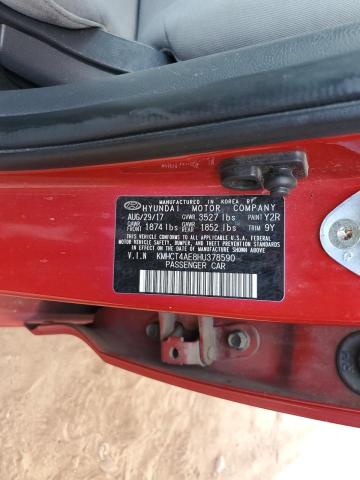 MANUFACTURED IN KOREA BY
HYUNDAI MOTOR COMPANY
AUG/29/17 GVWR 3527 lbs PAINT Y2R
GAWR FRONT 1874 lbs GAWR REAR 1852 lbs TRIM 9Y
THIS VEHICLE CONFORMS TO ALL APPLICABLE U.S.A. FEDERAL
MOTOR VEHICLE SAFETY, BUMPER, AND THEFT PREVENTION
STANDARDS IN EFFECT ON THE DATE OF MANUFACTURE SHOWN
ABOVE.
V.I.N KMHCT4AE8HU378590
PASSENGER CAR